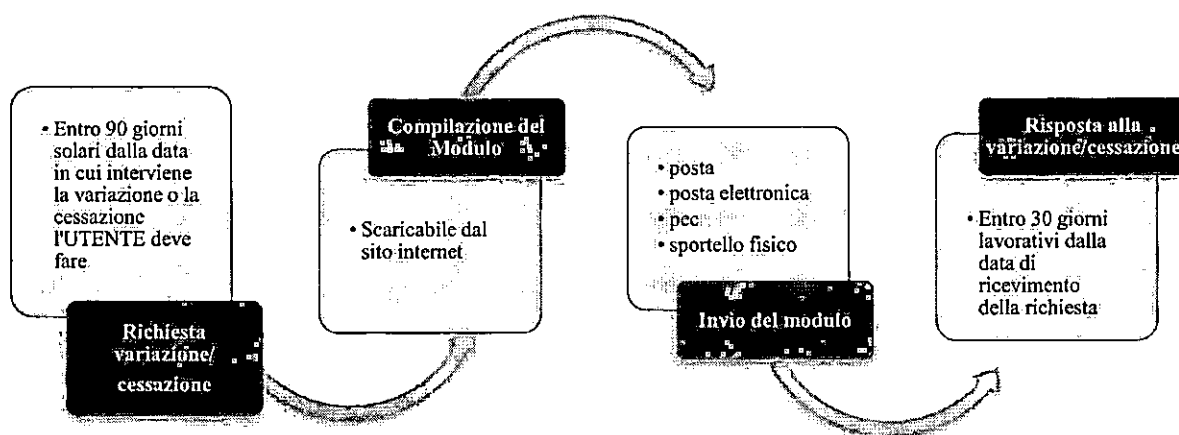 • Entro 90 giorni
solari dalla data
in cui interviene
la variazione o la
cessazione
l'UTENTE deve
fare
Richiesta
variazione/
cessazione
Compilazione del
Modulo
• Scaricabile dal
sito internet
• posta
• posta elettronica
• pec
• sportello fisico
Invio del modulo
Risposta alla
variazione/cessazione
• Entro 30 giorni
lavorativi dalla
data di
ricevimento
della richiesta